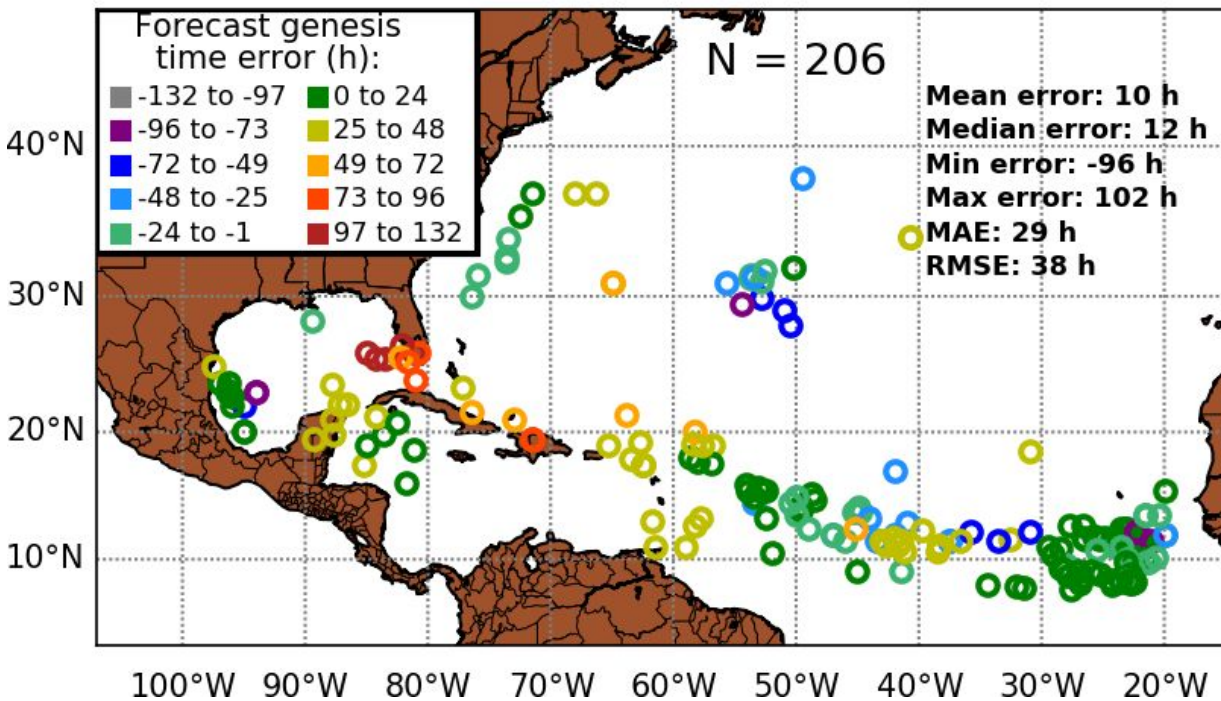 Forecast genesis
time error (h):
-132 to -97
-96 to -73
-72 to -49
-48 to -25
-24 to -1
0 to 24
25 to 48
49 to 72
73 to 96
97 to 132
N = 206
Mean error: 10 h
Median error: 12 h
Min error: -96 h
Max error: 102 h
MAE: 29 h
RMSE: 38 h
40°N
30°N
20°N
10°N
100°W 90°W 80°W 70°W 60°W 50°W 40°W 30°W 20°W